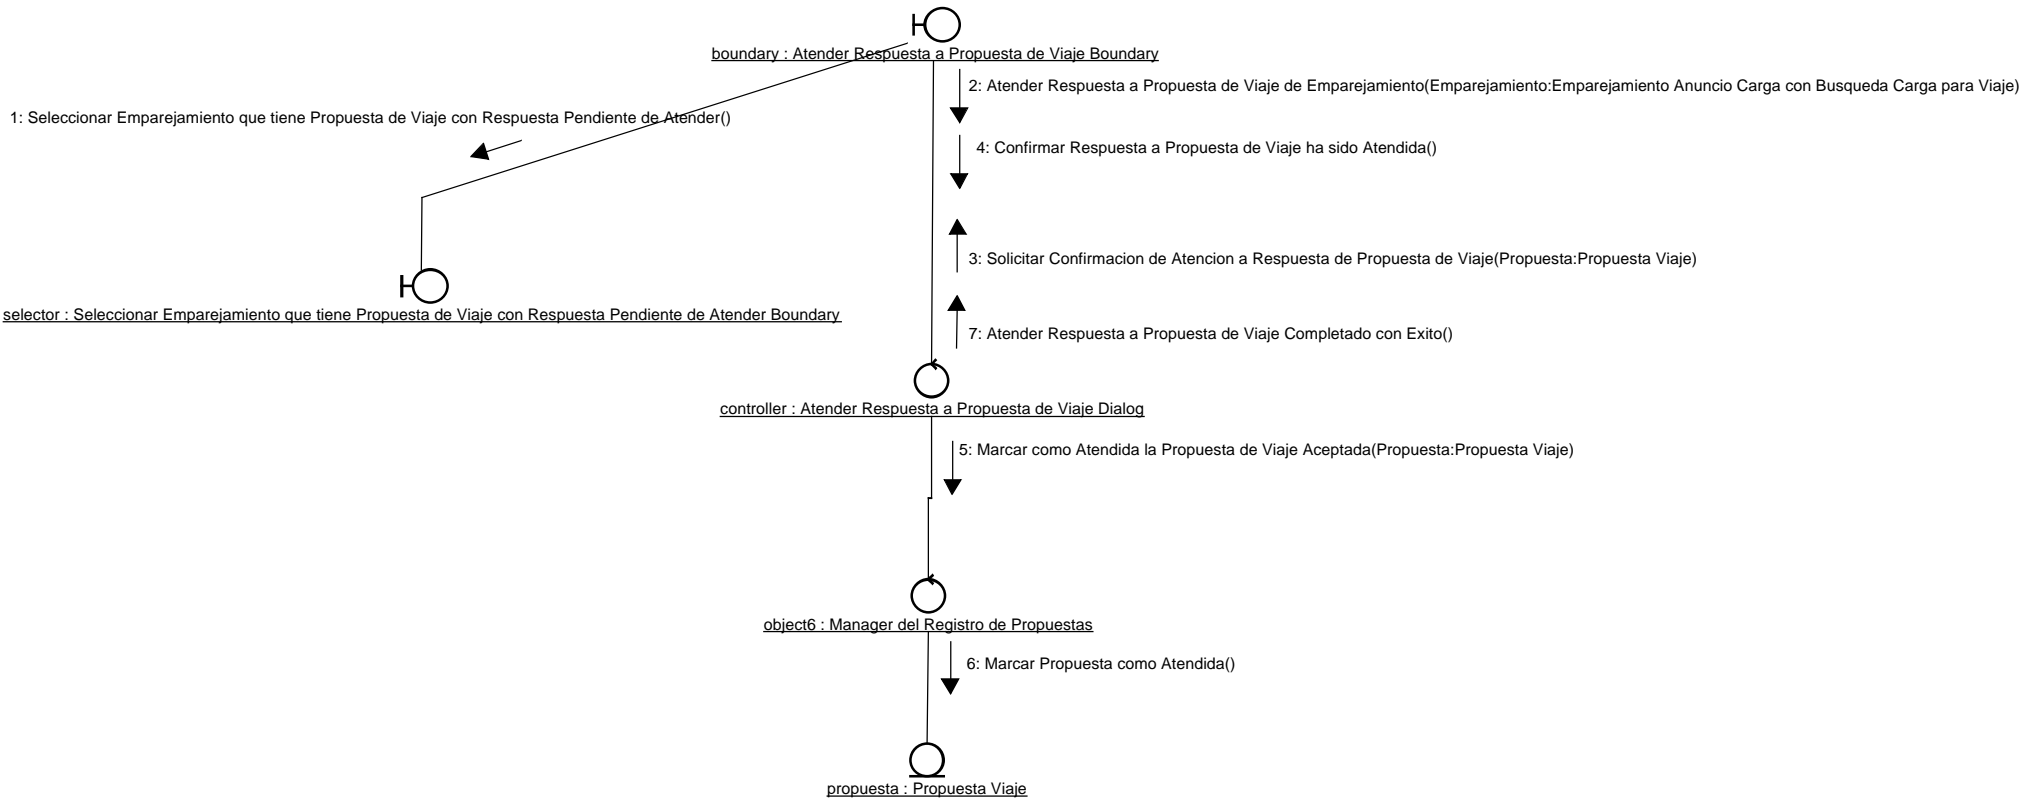 boundary : Atender Respuesta a Propuesta de Viaje Boundary
2: Atender Respuesta a Propuesta de Viaje de Emparejamiento(Emparejamiento:Emparejamiento Anuncio Carga con Busqueda Carga para Viaje)
1: Seleccionar Emparejamiento que tiene Propuesta de Viaje con Respuesta Pendiente de Atender()
4: Confirmar Respuesta a Propuesta de Viaje ha sido Atendida()
3: Solicitar Confirmacion de Atencion a Respuesta de Propuesta de Viaje(Propuesta:Propuesta Viaje)
selector : Seleccionar Emparejamiento que tiene Propuesta de Viaje con Respuesta Pendiente de Atender Boundary
7: Atender Respuesta a Propuesta de Viaje Completado con Exito()
controller : Atender Respuesta a Propuesta de Viaje Dialog
5: Marcar como Atendida la Propuesta de Viaje Aceptada(Propuesta:Propuesta Viaje)
object6 : Manager del Registro de Propuestas
6: Marcar Propuesta como Atendida()
propuesta : Propuesta Viaje